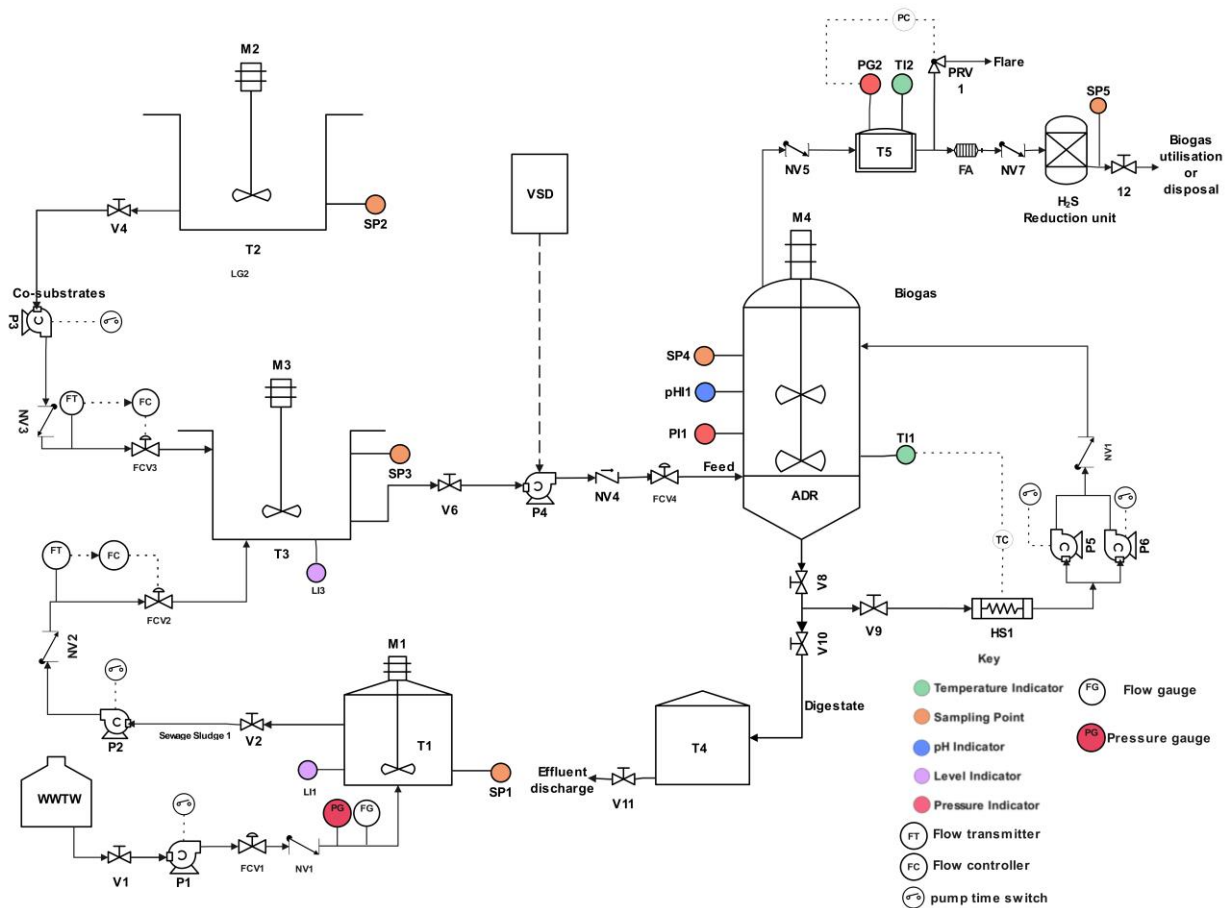 M2
T2
LG2
SP2
V4
Co-substrates
P3
C
NV3
FT
FC
FCV3
M3
T3
SP3
LI3
VSD
V6
P4
C
NV4
FCV4
Feed
PC
PG2
TI2
PRV
1
Flare
SP5
NV5
T5
FA
NV7
H₂S
Reduction unit
12
Biogas
utilisation
or
disposal
M4
Biogas
SP4
pHI1
PI1
TI1
ADR
V8
V9
V10
TC
HS1
P5
C
P6
C
NV1
FT
FC
FCV2
NV2
P2
C
Sewage Sludge 1
V2
M1
T1
LI1
SP1
PG
FG
WWTW
V1
P1
C
FCV1
NV1
Digestate
T4
Effluent
discharge
V11
Key
Temperature Indicator
Sampling Point
pH Indicator
Level Indicator
Pressure Indicator
FT
Flow transmitter
FC
Flow controller
pump time switch
FG
Flow gauge
PG
Pressure gauge